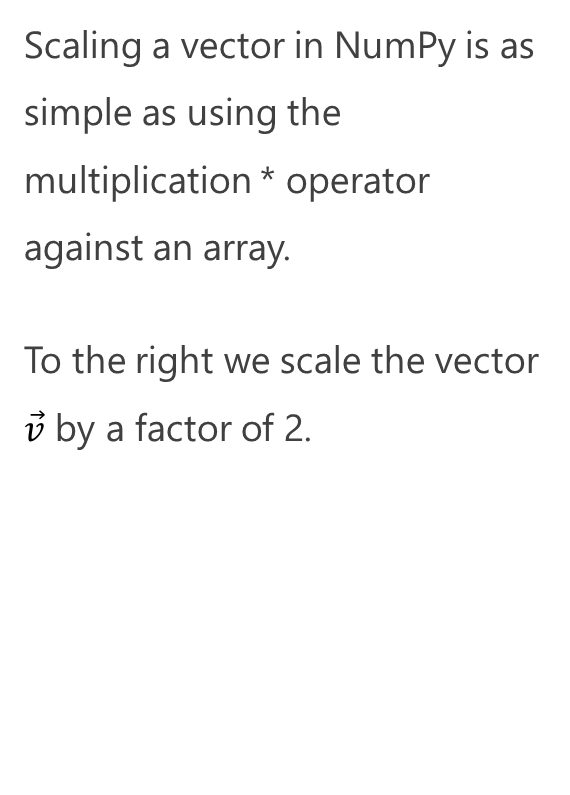 Scaling a vector in NumPy is as
simple as using the
multiplication * operator
against an array.
To the right we scale the vector
v⃗ by a factor of 2.